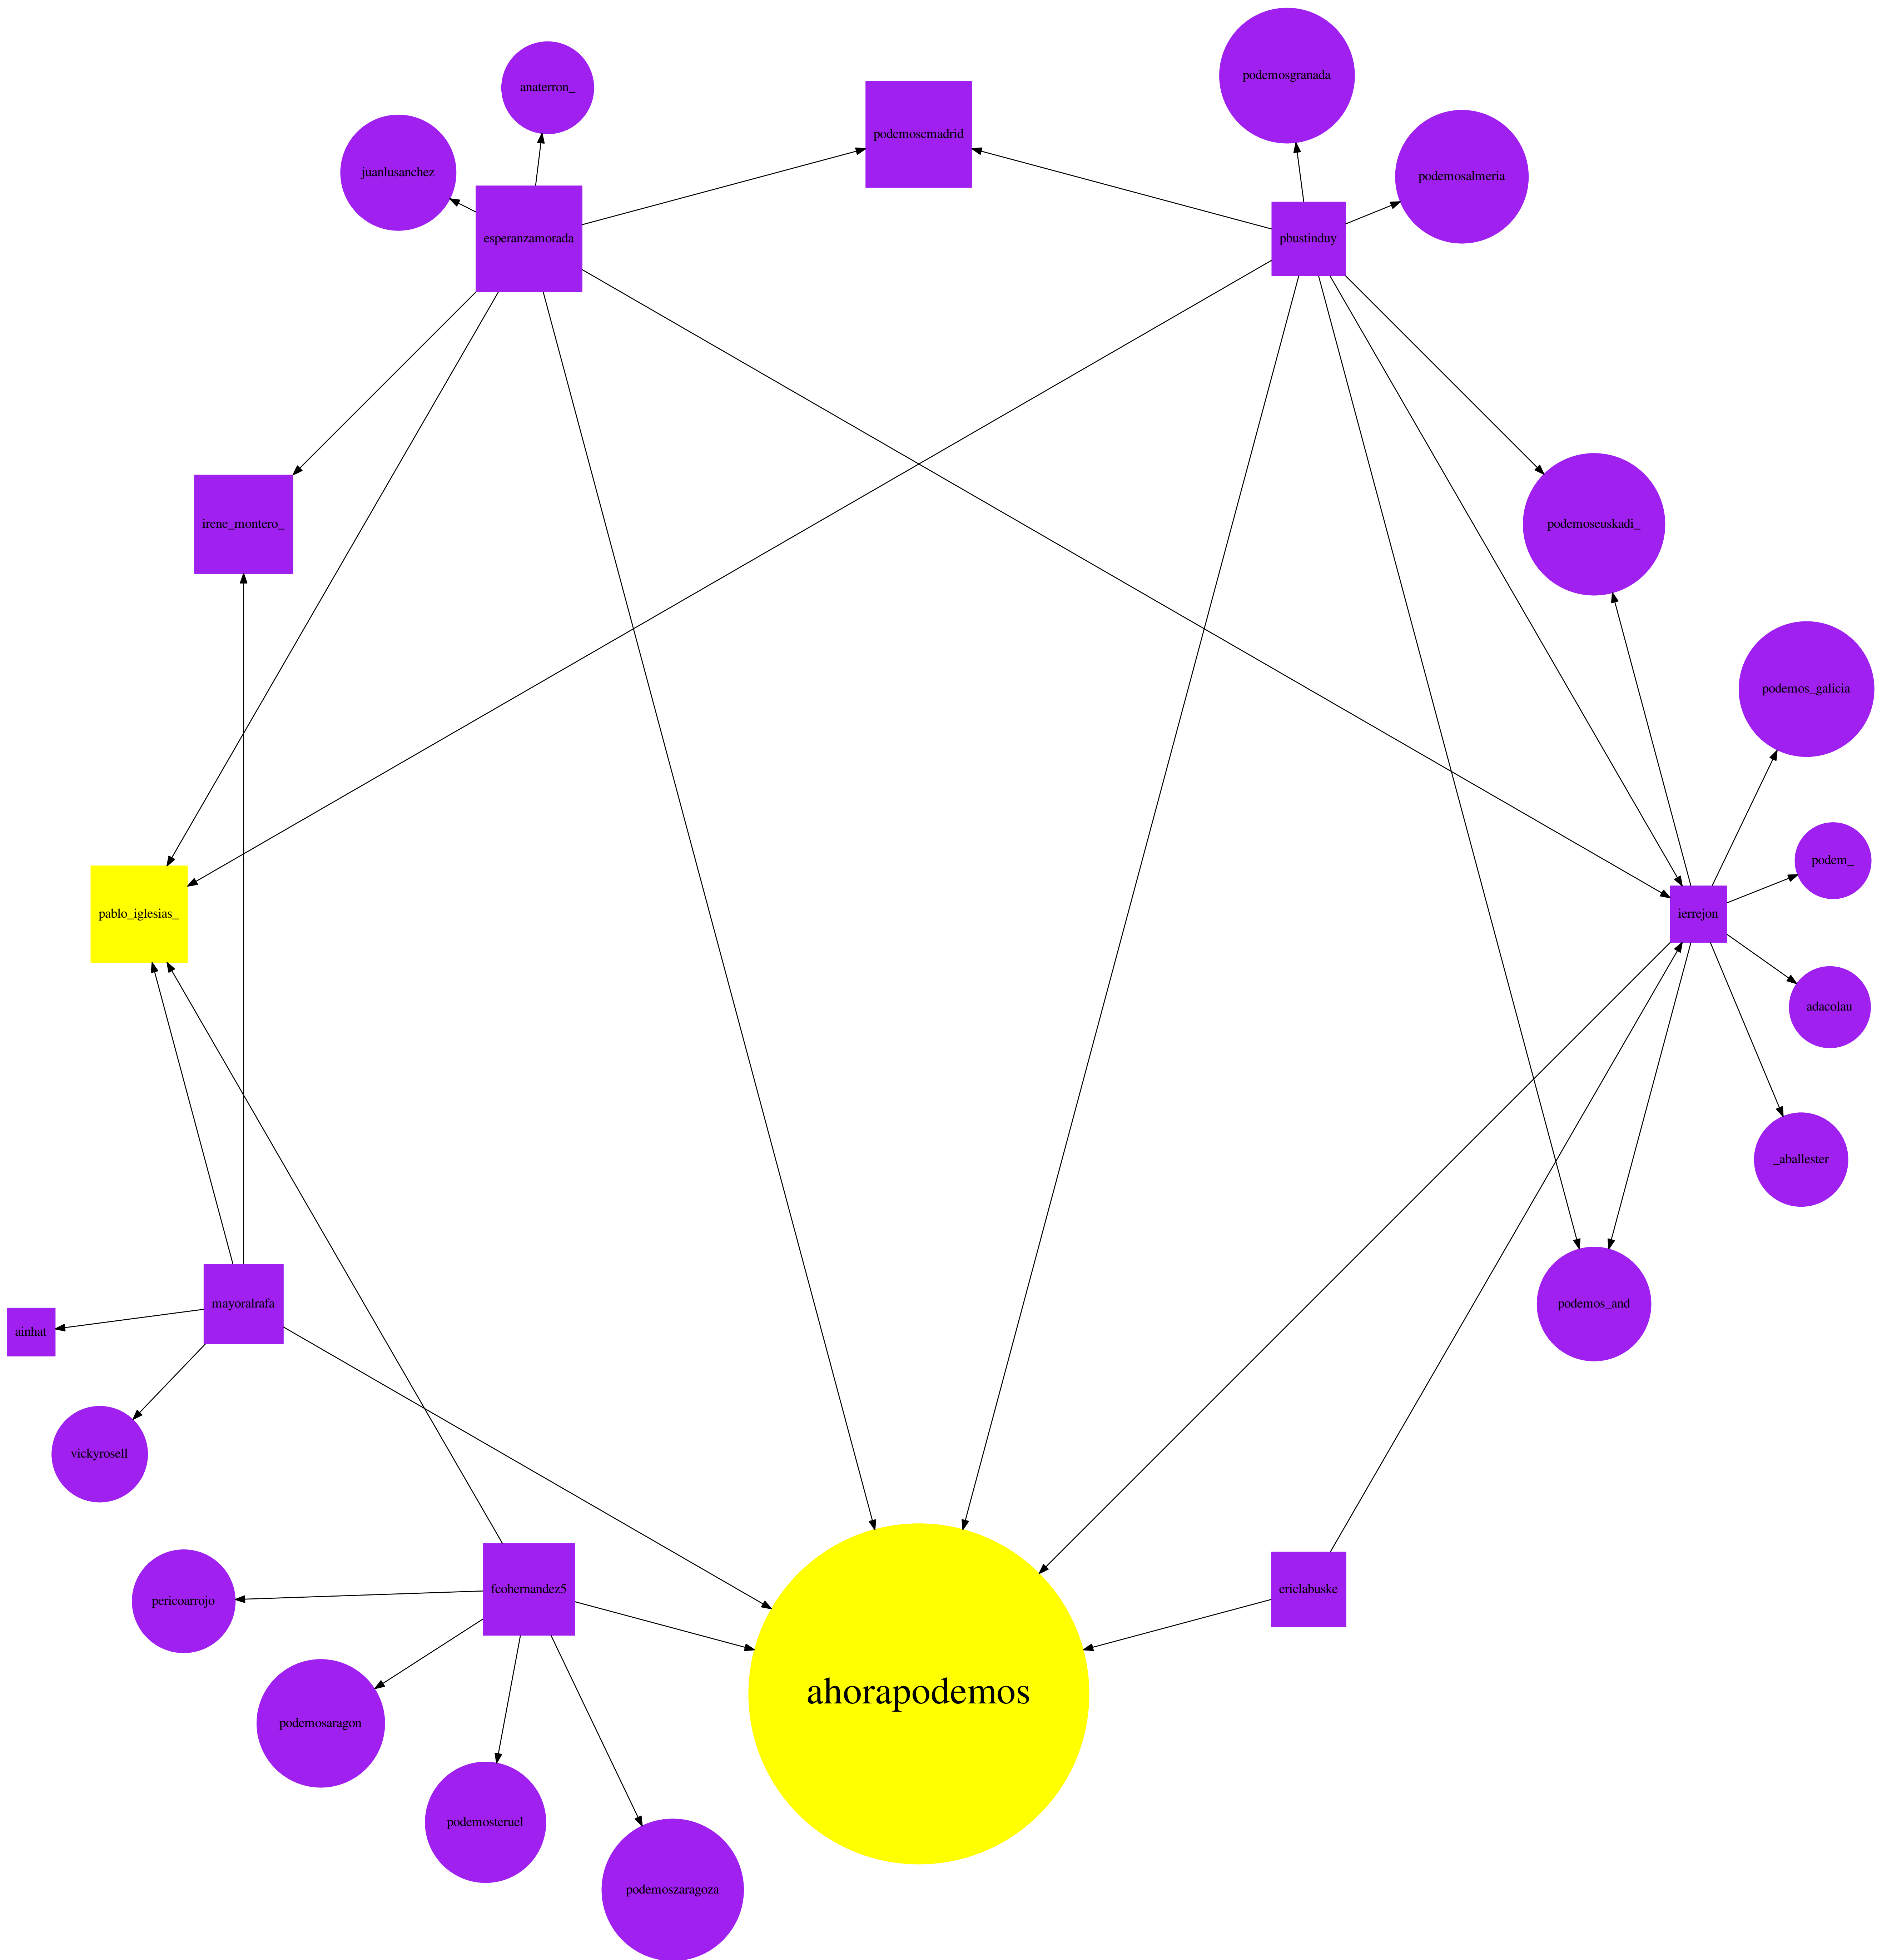 podemosgranada
anaterron_
podemoscmadrid
juanlusanchez
podemosalmeria
esperanzamorada
pbustinduy
irene_montero_
podemoseuskadi_
podemos_galicia
podem_
pablo_iglesias_
ierrejon
adacolau
_aballester
mayoralrafa
podemos_and
ainhat
vickyrosell
fcohernandez5
ericlabuske
pericoarrojo
ahorapodemos
podemosaragon
podemosteruel
podemoszaragoza